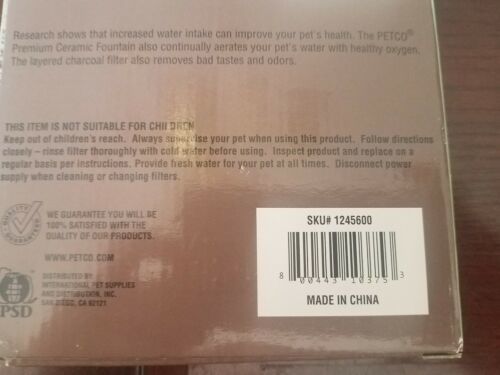 Research shows that increased water intake can improve your pet's health. The PETCO®
Premium Ceramic Fountain also continually aerates your pet's water with healthy oxygen.
The layered charcoal filter also removes bad tastes and odors.
THIS ITEM IS NOT SUITABLE FOR CHILDREN
Keep out of children's reach. Always supervise your pet when using this product. Follow directions
closely – rinse filter thoroughly with cold water before using. Inspect product and replace on a
regular basis per instructions. Provide fresh water for your pet at all times. Disconnect power
supply when cleaning or changing filters.
QUALITY
QUALITY
WE GUARANTEE YOU WILL BE
100% SATISFIED WITH THE
QUALITY OF OUR PRODUCTS.
WWW.PETCO.COM
DISTRIBUTED BY:
INTERNATIONAL PET SUPPLIES
AND DISTRIBUTION, INC.
SAN DIEGO, CA 92121
PSD
SKU# 1245600
8 00443 10375 3
MADE IN CHINA